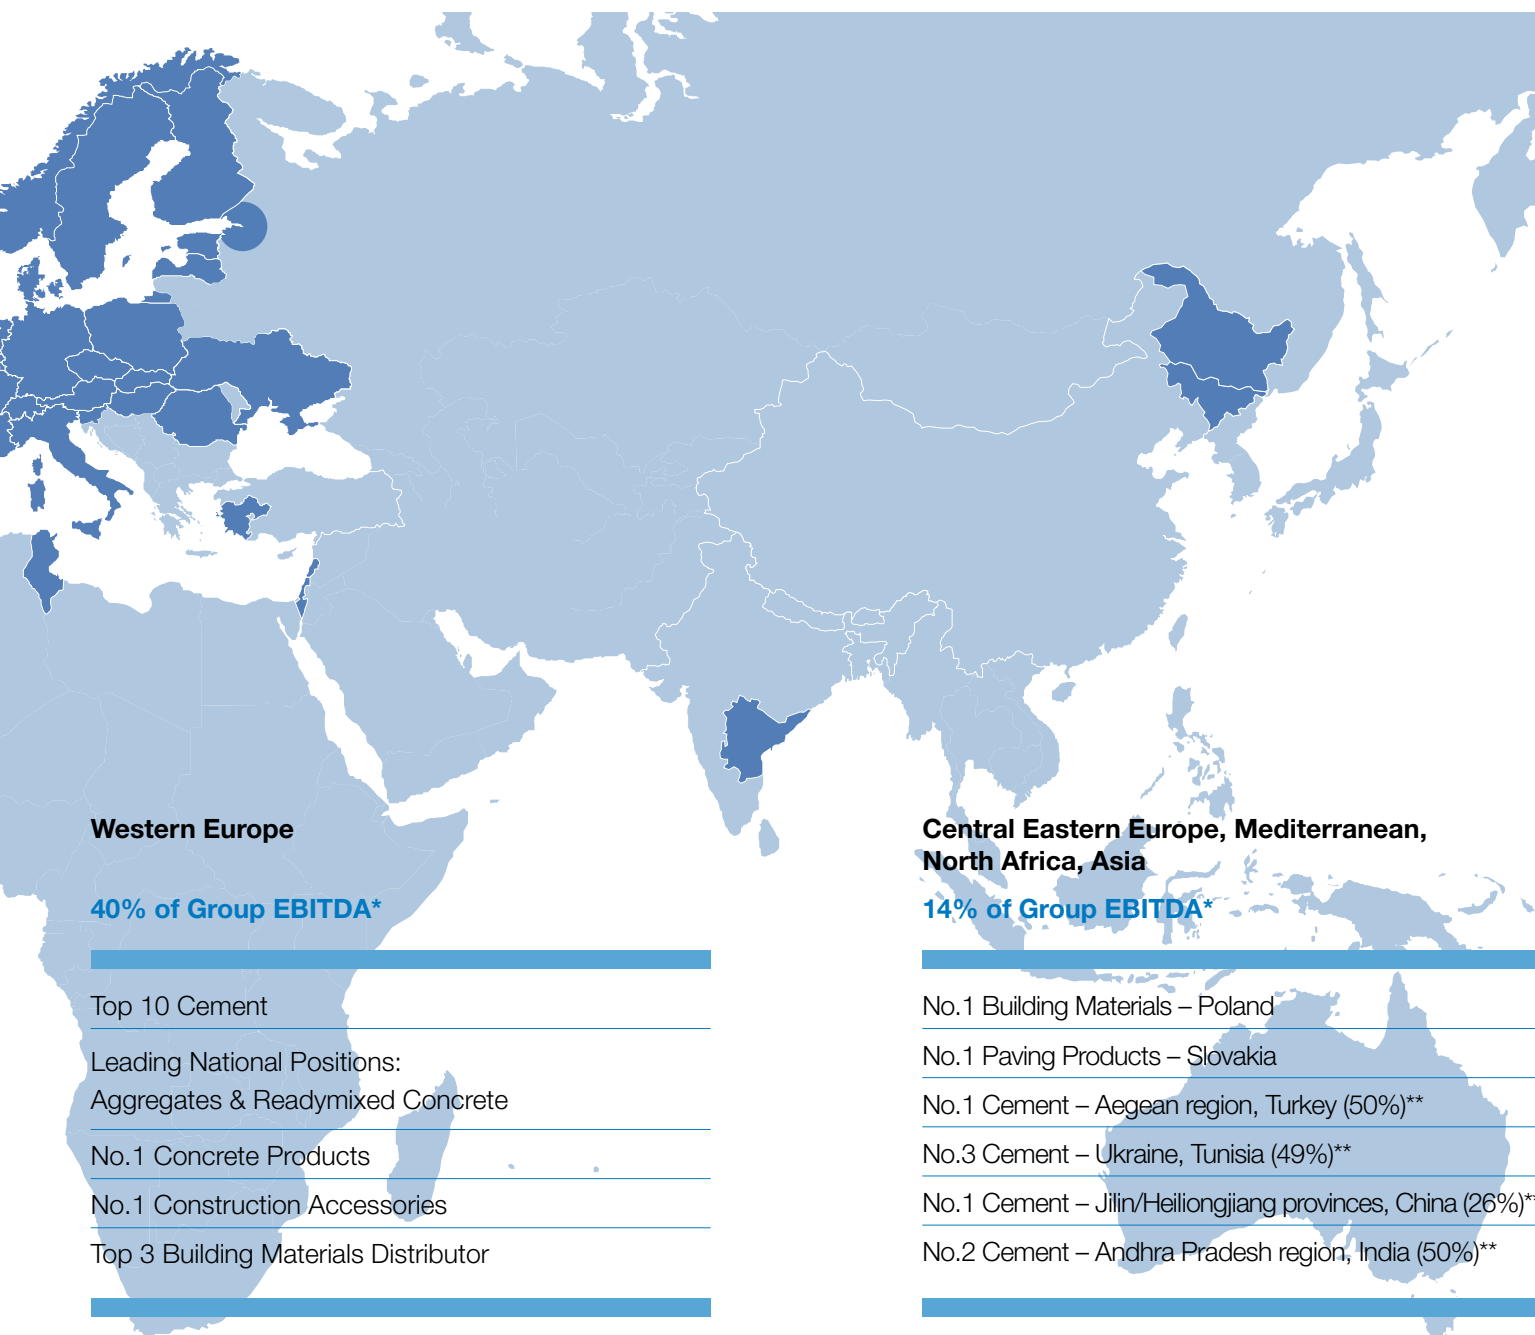 Western Europe
40% of Group EBITDA*
Top 10 Cement
Leading National Positions:
Aggregates & Readymixed Concrete
No.1 Concrete Products
No.1 Construction Accessories
Top 3 Building Materials Distributor
Central Eastern Europe, Mediterranean,
North Africa, Asia
14% of Group EBITDA*
No.1 Building Materials – Poland
No.1 Paving Products – Slovakia
No.1 Cement – Aegean region, Turkey (50%)**
No.3 Cement – Ukraine, Tunisia (49%)**
No.1 Cement – Jilin/Heiliongjiang provinces, China (26%)**
No.2 Cement – Andhra Pradesh region, India (50%)**